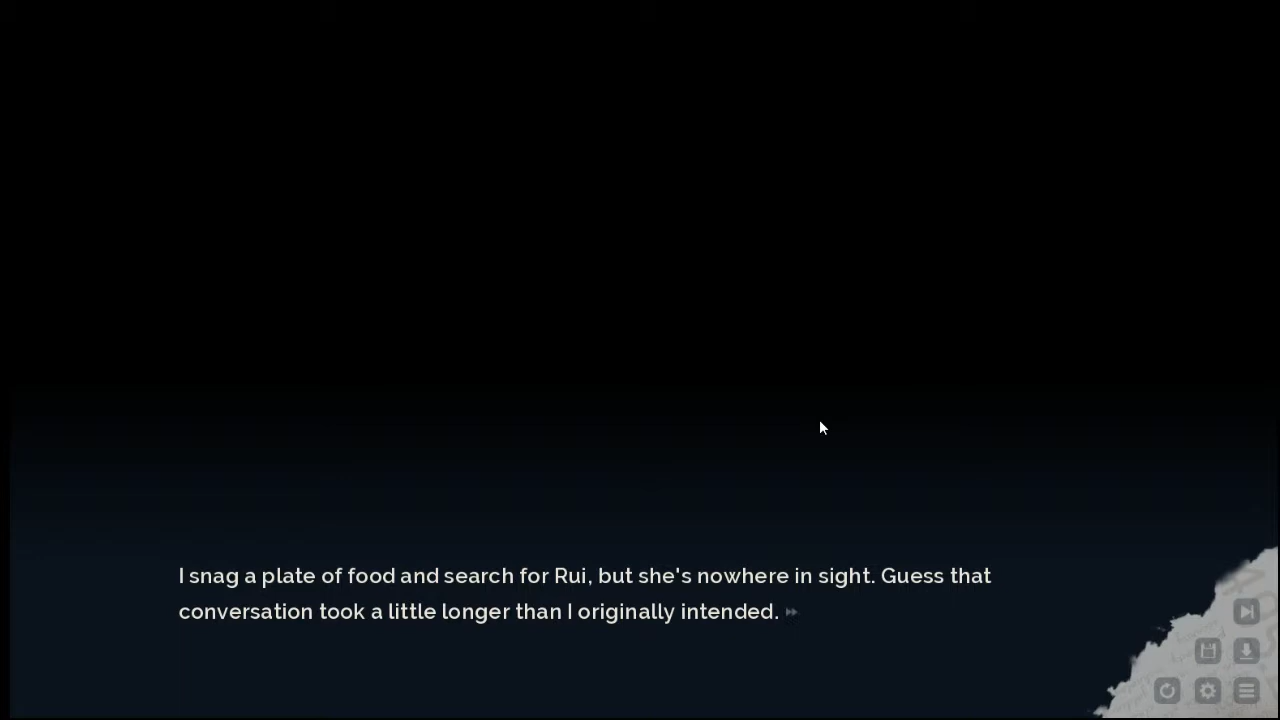 I snag a plate of food and search for Rui, but she's nowhere in sight. Guess that
conversation took a little longer than I originally intended.